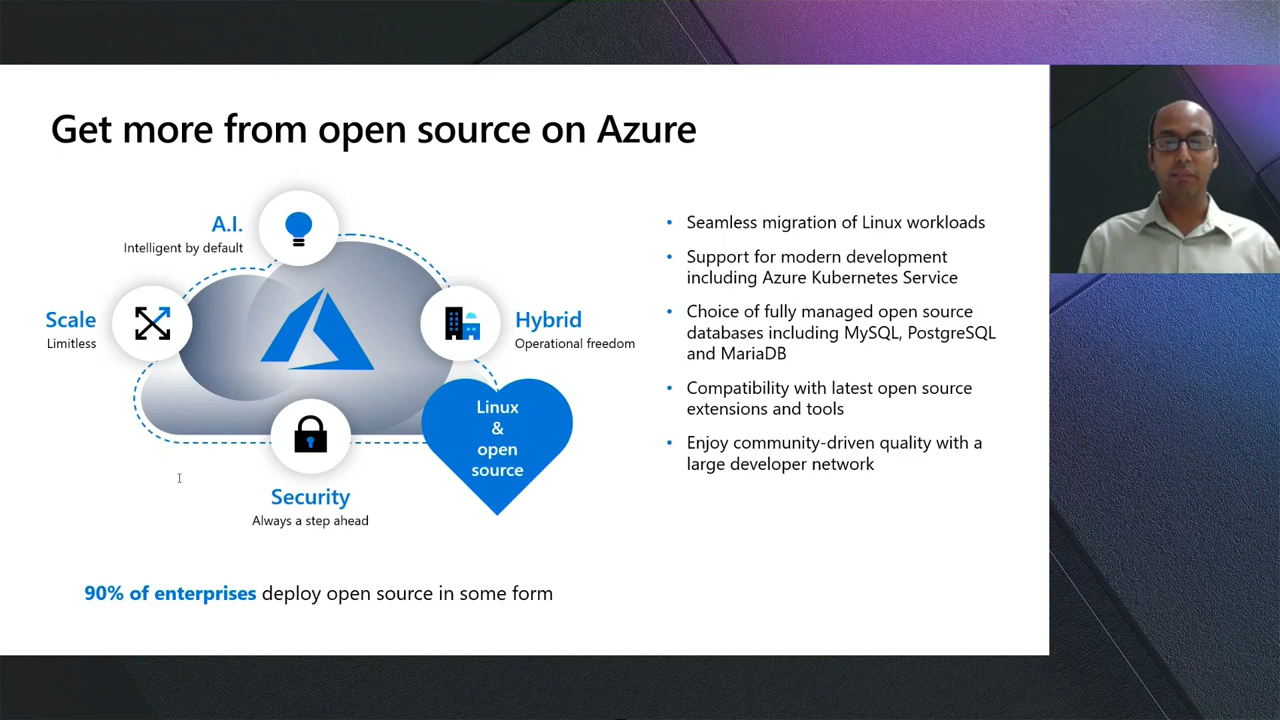 Get more from open source on Azure
A.I.
Intelligent by default
Scale
Limitless
Hybrid
Operational freedom
Linux
&
open
source
Security
Always a step ahead
90% of enterprises deploy open source in some form
• Seamless migration of Linux workloads
• Support for modern development
including Azure Kubernetes Service
• Choice of fully managed open source
databases including MySQL, PostgreSQL
and MariaDB
• Compatibility with latest open source
extensions and tools
• Enjoy community-driven quality with a
large developer network